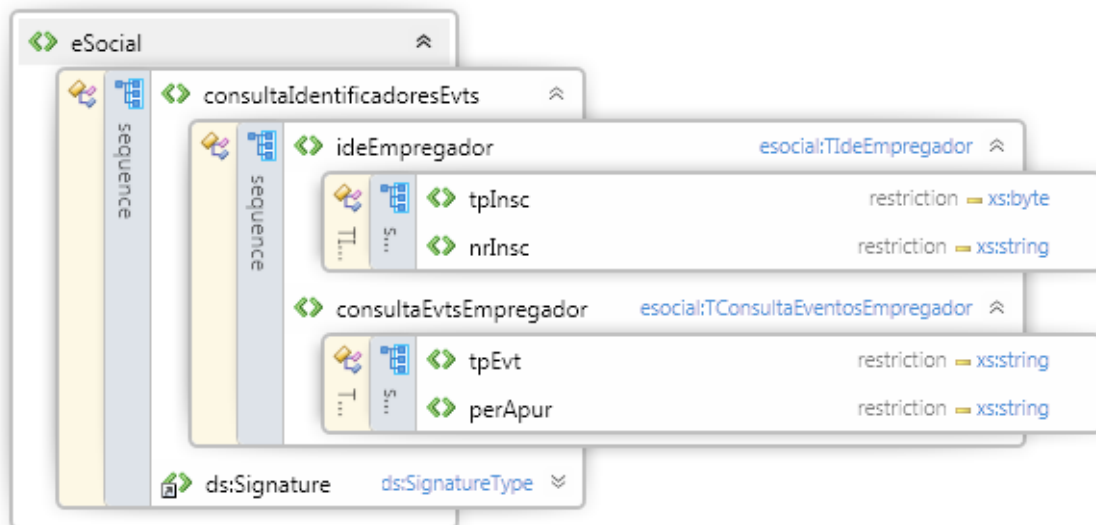 eSocial
sequence
consultaIdentificadoresEvts
sequence
ideEmpregador esocial:TIdeEmpregador
TI... s...
tpInsc restriction xs:byte
nrInsc restriction xs:string
consultaEvtsEmpregador esocial:TConsultaEventosEmpregador
T... s...
tpEvt restriction xs:string
perApur restriction xs:string
ds:Signature ds:SignatureType